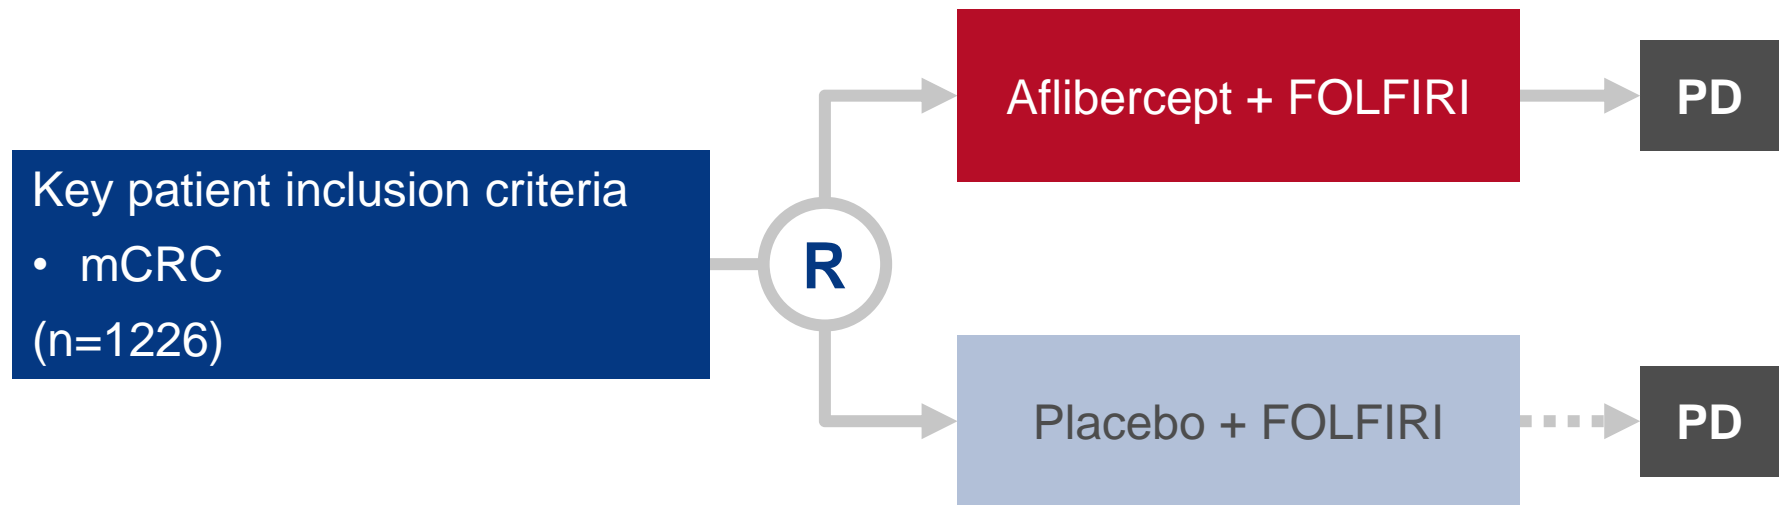 Key patient inclusion criteria
• mCRC
(n=1226)
R
Aflibercept + FOLFIRI
PD
Placebo + FOLFIRI
PD